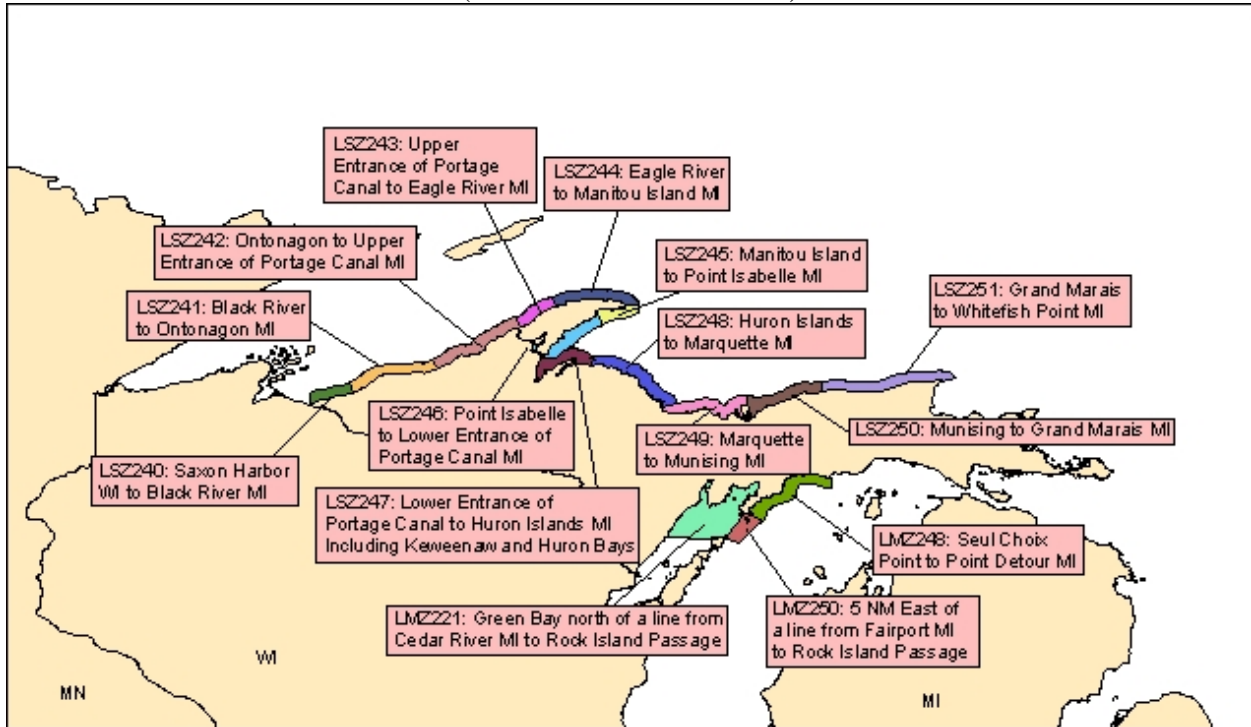 LSZ243: Upper
Entrance of Portage
Canal to Eagle River MI
LSZ244: Eagle River
to Manitou Island MI
LSZ242: Ontonagon to Upper
Entrance of Portage Canal MI
LSZ245: Manitou Island
to Point Isabelle MI
LSZ241: Black River
to Ontonagon MI
LSZ251: Grand Marais
to Whitefish Point MI
LSZ248: Huron Islands
to Marquette MI
LSZ246: Point Isabelle
to Lower Entrance of
Portage Canal MI
LSZ249: Marquette
to Munising MI
LSZ250: Munising to Grand Marais MI
LSZ240: Saxon Harbor
WI to Black River MI
LSZ247: Lower Entrance of
Portage Canal to Huron Islands MI
Including Keweenaw and Huron Bays
LMZ248: Seul Choix
Point to Point Detour MI
LMZ221: Green Bay north of a line from
Cedar River MI to Rock Island Passage
LMZ250: 5 NM East of
a line from Fairport MI
to Rock Island Passage
WI
MN
MI